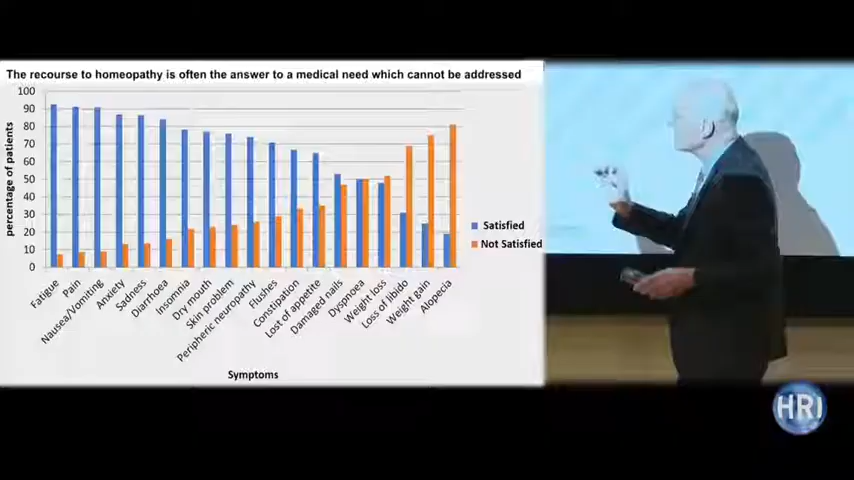 The recourse to homeopathy is often the answer to a medical need which cannot be addressed
100
90
80
70
60
50
40
30
20
10
0
percentage of patients
Satisfied
Not Satisfied
Fatigue
Pain
Nausea/Vomiting
Anxiety
Sadness
Diarrhoea
Insomnia
Dry mouth
Skin problem
Peripheric neuropathy
Flushes
Constipation
Lost of appetite
Damaged nails
Dyspnoea
Weight loss
Loss of libido
Weight gain
Alopecia
Symptoms
HRI